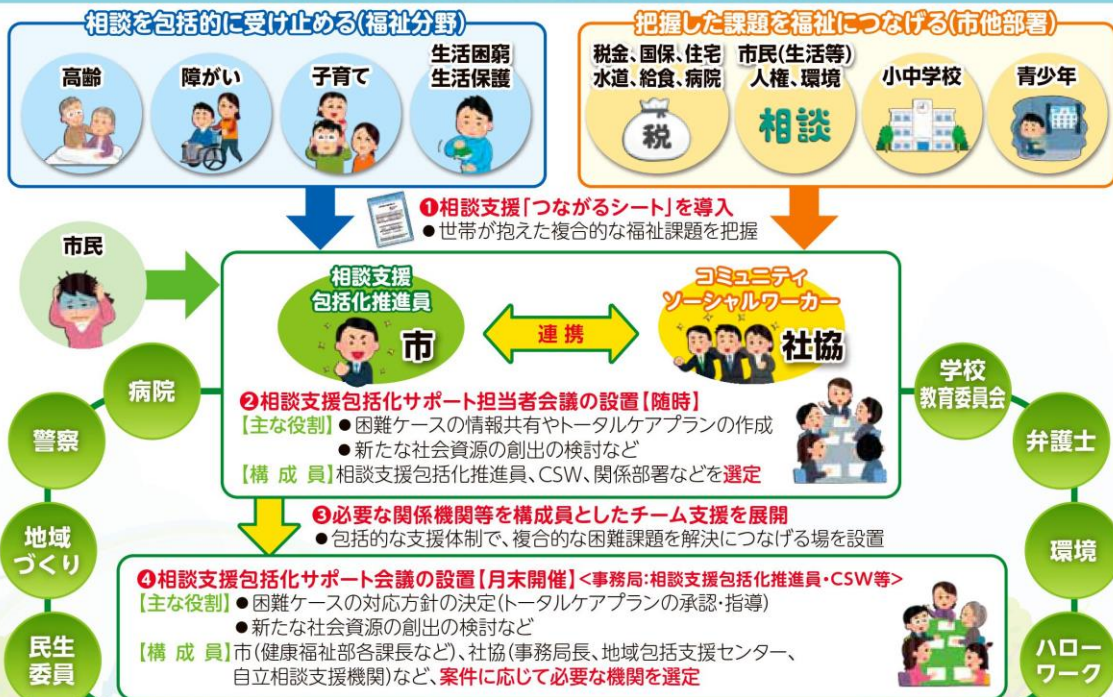 相談を包括的に受け止める(福祉分野)
高齢
障がい
子育て
生活困窮
生活保護
把握した課題を福祉につなげる(市他部署)
税金、国保、住宅
水道、給食、病院
税
市民(生活等)
人権、環境
相談
小中学校
青少年
❶相談支援「つながるシート」を導入
●世帯が抱えた複合的な福祉課題を把握
市民
相談支援
包括化推進員
市
連携
コミュニティ
ソーシャルワーカー
社協
❷相談支援包括化サポート担当者会議の設置【随時】
【主な役割】●困難ケースの情報共有やトータルケアプランの作成
●新たな社会資源の創出の検討など
【構成員】相談支援包括化推進員、CSW、関係部署などを選定
❸必要な関係機関等を構成員としたチーム支援を展開
●包括的な支援体制で、複合的な困難課題を解決につなげる場を設置
❹相談支援包括化サポート会議の設置【月末開催】<事務局:相談支援包括化推進員・CSW等>
【主な役割】●困難ケースの対応方針の決定(トータルケアプランの承認・指導)
●新たな社会資源の創出の検討など
【構成員】市(健康福祉部各課長など)、社協(事務局長、地域包括支援センター、
自立相談支援機関)など、案件に応じて必要な機関を選定
病院
警察
地域
づくり
民生
委員
学校
教育委員会
弁護士
環境
ハロー
ワーク